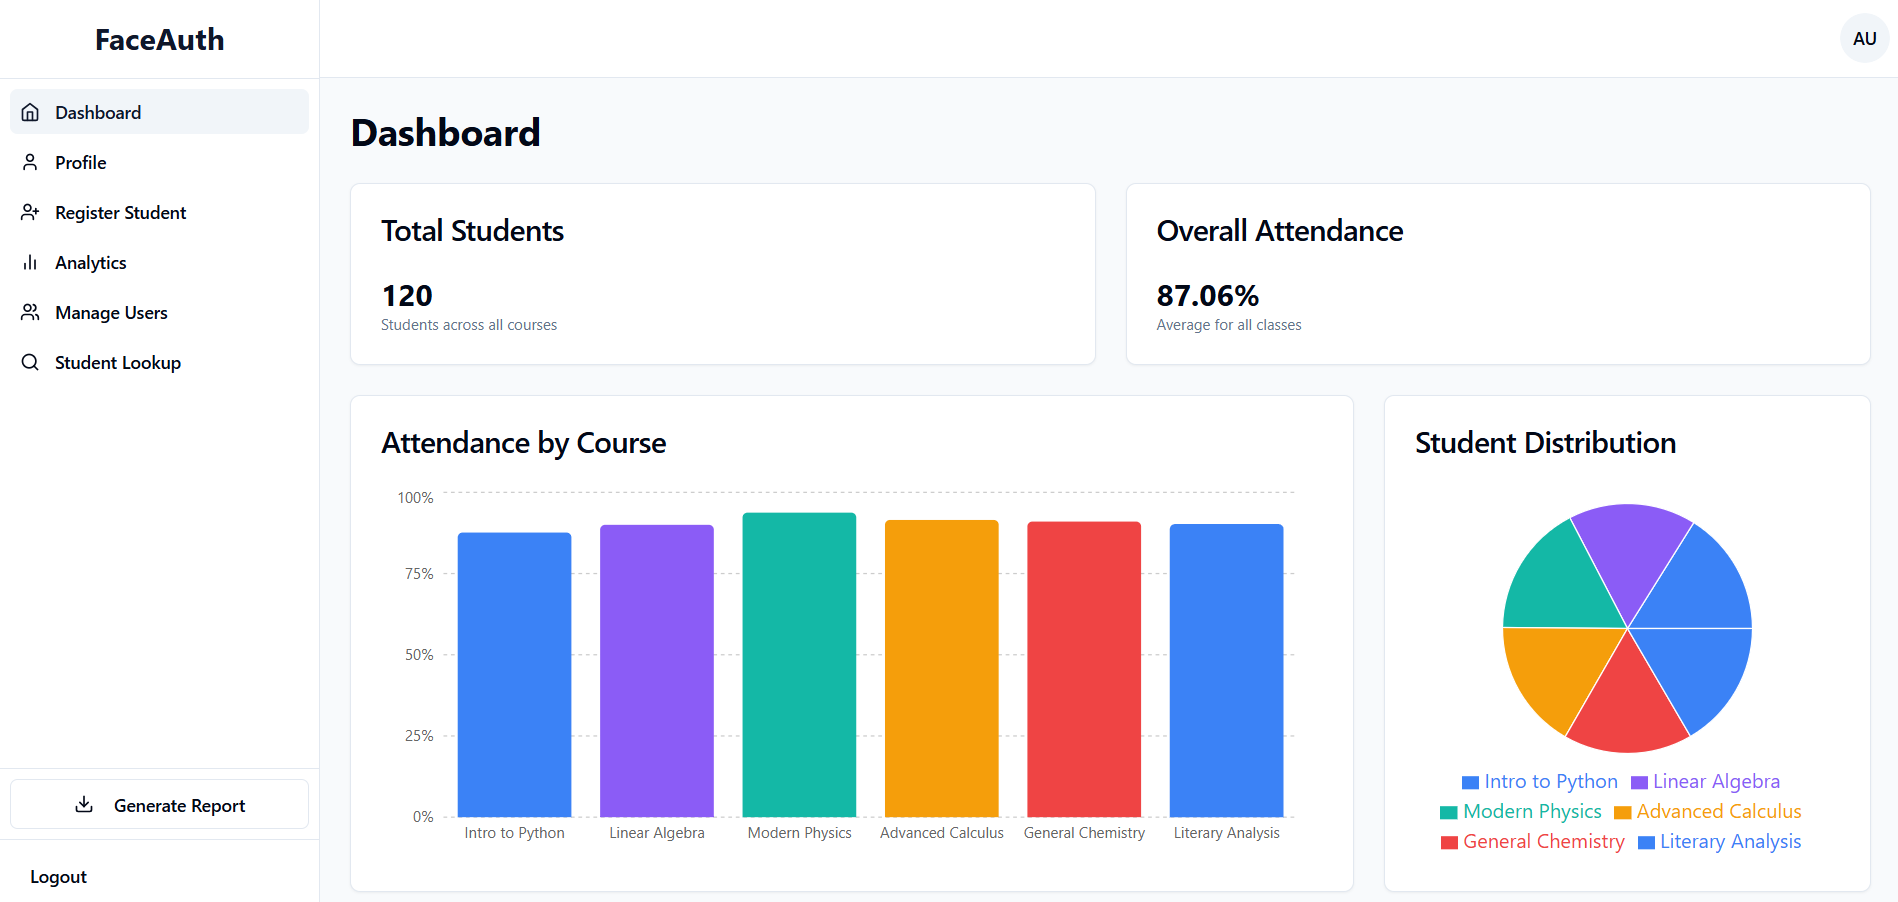 FaceAuth
AU
Dashboard
Profile
Register Student
Analytics
Manage Users
Student Lookup
Generate Report
Logout
Dashboard
Total Students
120
Students across all courses
Overall Attendance
87.06%
Average for all classes
Attendance by Course
100%
75%
50%
25%
0%
Intro to Python
Linear Algebra
Modern Physics
Advanced Calculus
General Chemistry
Literary Analysis
Student Distribution
Intro to Python Linear Algebra
Modern Physics Advanced Calculus
General Chemistry Literary Analysis